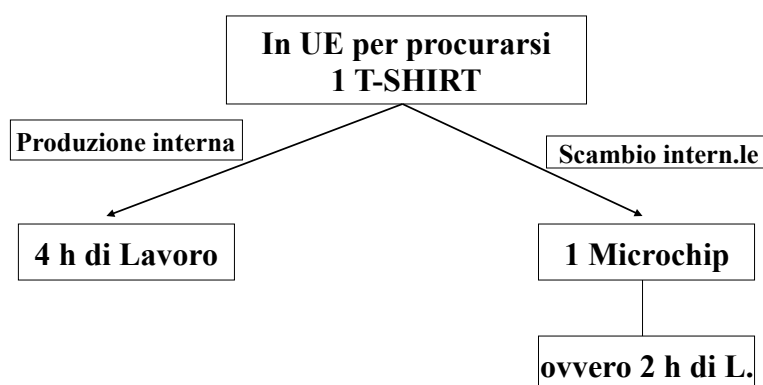 In UE per procurarsi
1 T-SHIRT
Produzione interna
Scambio intern.le
4 h di Lavoro
1 Microchip
ovvero 2 h di L.